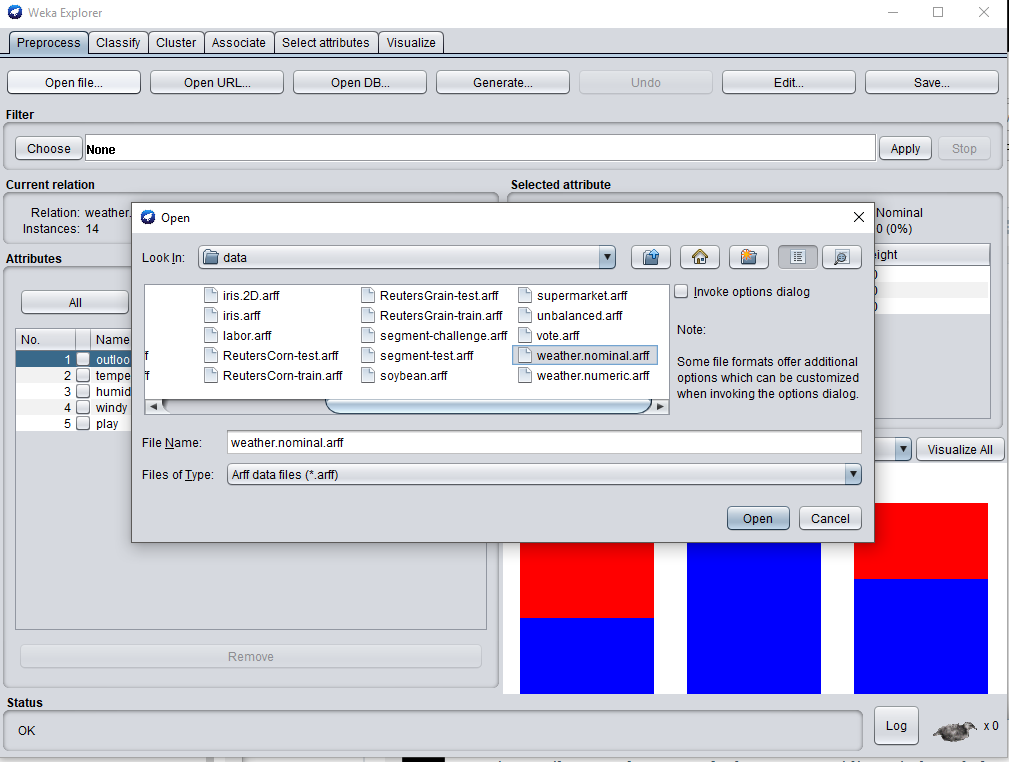 Weka Explorer
Preprocess Classify Cluster Associate Select attributes Visualize
Open file... Open URL... Open DB... Generate... Undo Edit... Save...
Filter
Choose None Apply Stop
Current relation
Relation: weather.
Instances: 14
Attributes
All
No. Name
1 outloo
2 tempe
3 humid
4 windy
5 play
Remove
Selected attribute
Nominal
0 (0%)
eight
Visualize All
Open
Look In: data
iris.2D.arff ReutersGrain-test.arff supermarket.arff
iris.arff ReutersGrain-train.arff unbalanced.arff
labor.arff segment-challenge.arff vote.arff
ReutersCorn-test.arff segment-test.arff weather.nominal.arff
ReutersCorn-train.arff soybean.arff weather.numeric.arff
Invoke options dialog
Note:
Some file formats offer additional
options which can be customized
when invoking the options dialog.
File Name: weather.nominal.arff
Files of Type: Arff data files (*.arff)
Open Cancel
Status
OK
Log x 0